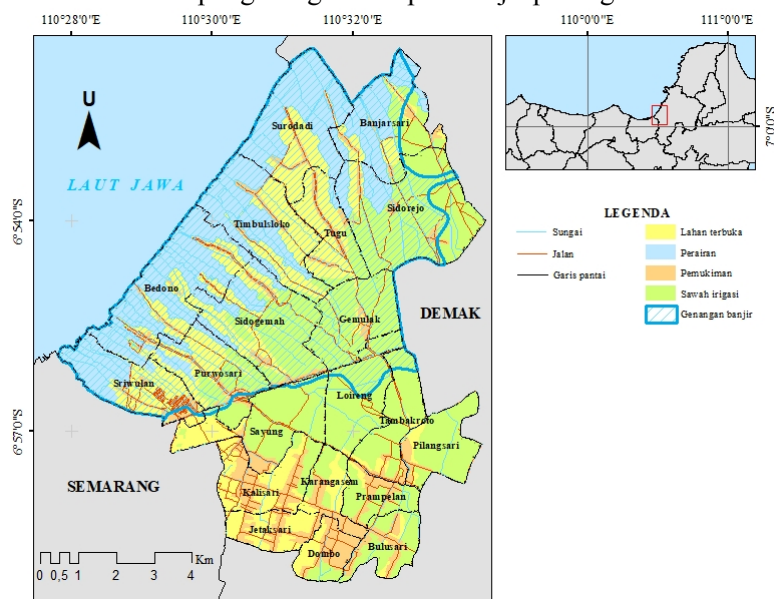 110°28'0"E 110°30'0"E 110°32'0"E
110°0'0"E 111°0'0"E
7°0'0"S
U
LAUT JAWA
Surodadi
Banjarsari
Sidorejo
Timbulsloko
Tugu
6°54'0"S
Bedono
Sidogemah
Gemulak
DEMAK
Purwosari
Sriwulan
Loireng
Tambakroto
6°57'0"S
Sayung
Pilangsari
SEMARANG
Kalisari
Karangasem
Prampelan
Jetaksari
Dombo
Bulusari
Km
0 0,5 1 2 3 4
LEGENDA
Sungai
Jalan
Garis pantai
Lahan terbuka
Perairan
Pemukiman
Sawah irigasi
Genangan banjir